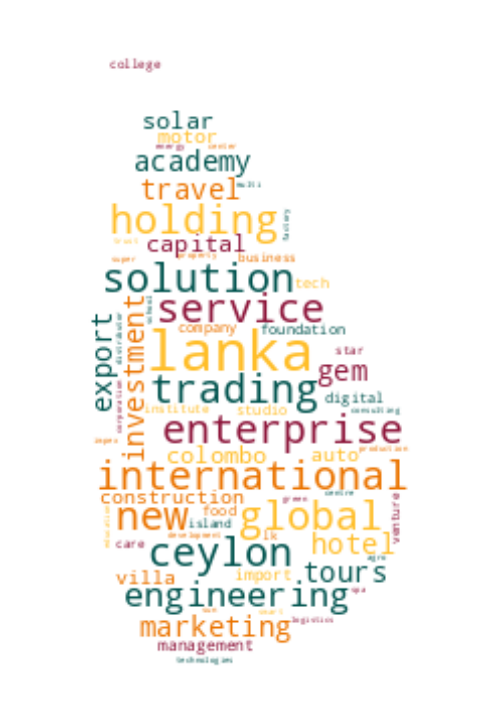 college
solar
motor
energy center
academy
travel multi
holding factory
trust capital
super property business
solution tech
school service
distributor company foundation
export investment lanka star
trading gem
corporation digital
institute studio consulting
enterprise
impex production
colombo auto
international
construction green centre
education new food global venture
island
development lk
care ceylon hotel
agro
villa import tours
engineering spa
marketing logistics
management
technologies